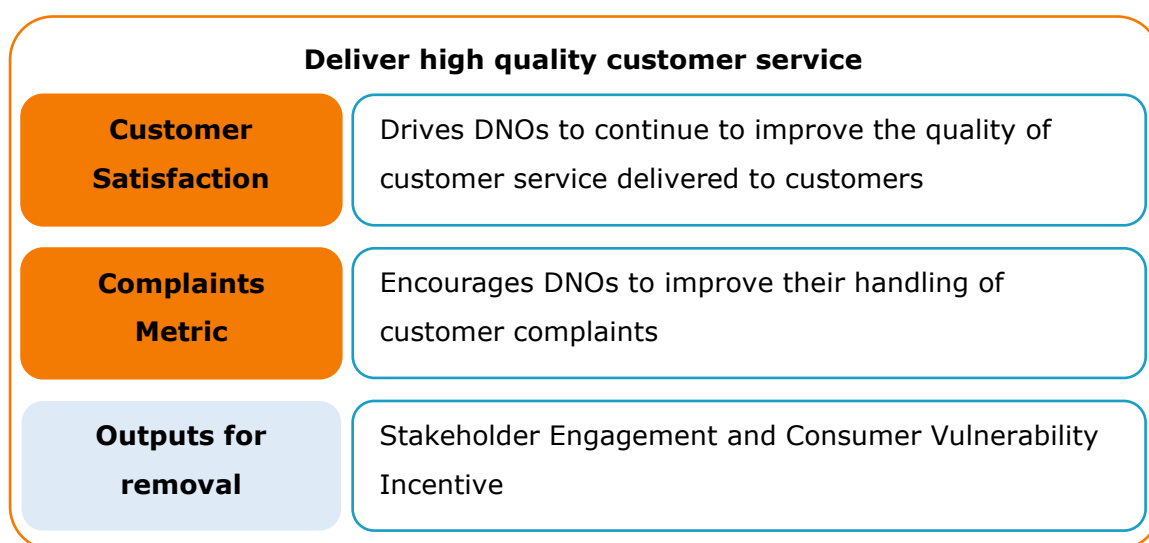 Deliver high quality customer service
Customer
Satisfaction
Drives DNOs to continue to improve the quality of
customer service delivered to customers
Complaints
Metric
Encourages DNOs to improve their handling of
customer complaints
Outputs for
removal
Stakeholder Engagement and Consumer Vulnerability
Incentive